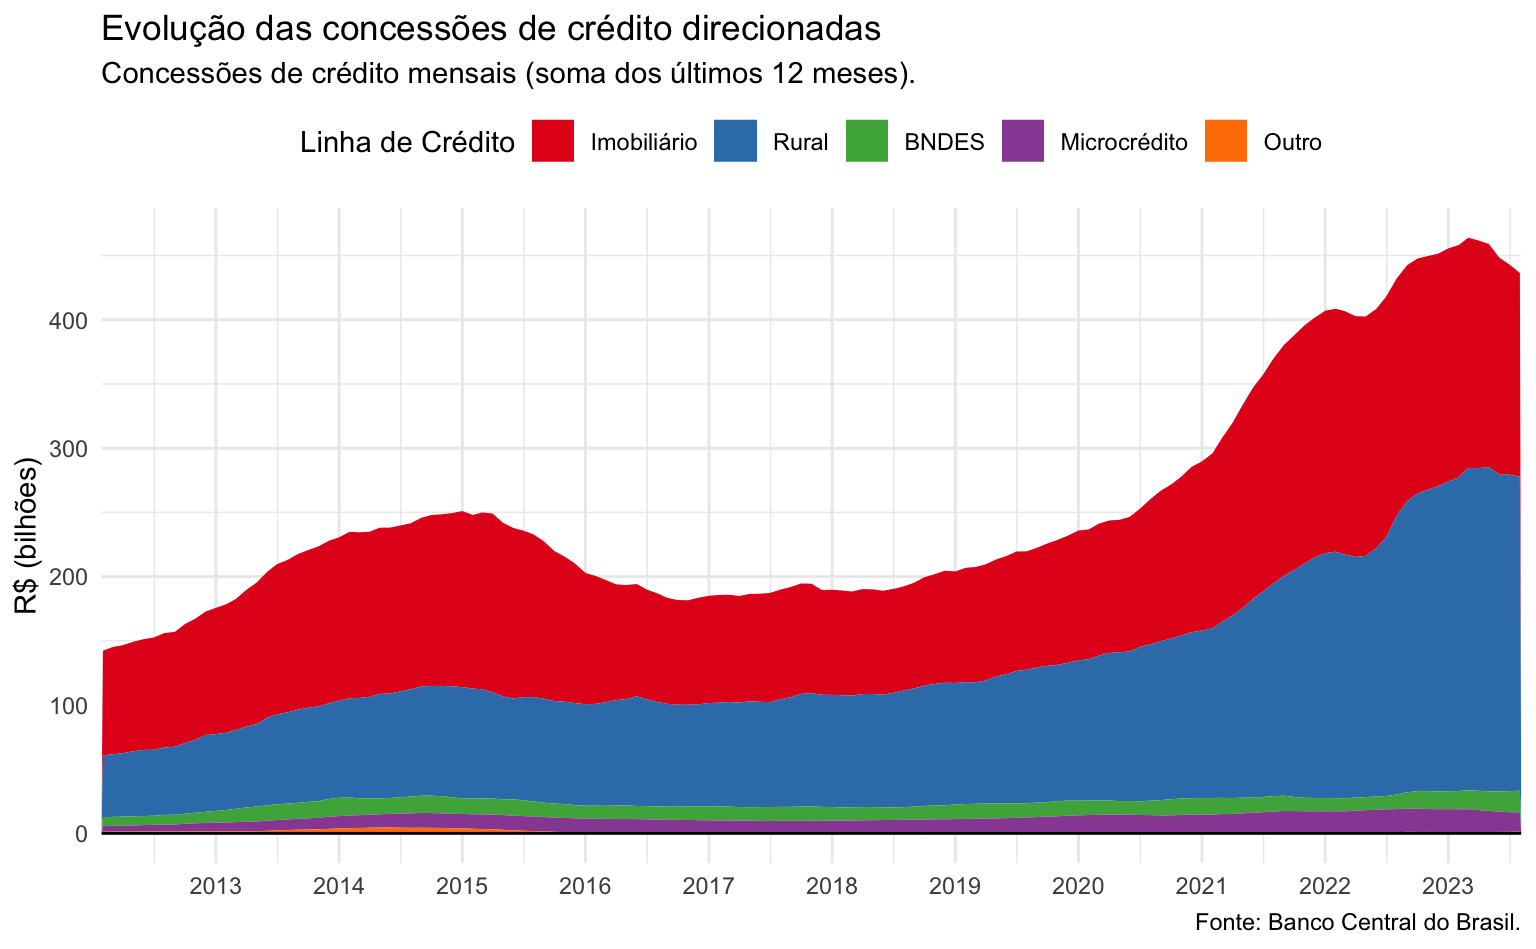 Evolução das concessões de crédito direcionadas
Concessões de crédito mensais (soma dos últimos 12 meses).
Linha de Crédito Imobiliário Rural BNDES Microcrédito Outro
R$ (bilhões)
400
300
200
100
0
2013 2014 2015 2016 2017 2018 2019 2020 2021 2022 2023
Fonte: Banco Central do Brasil.